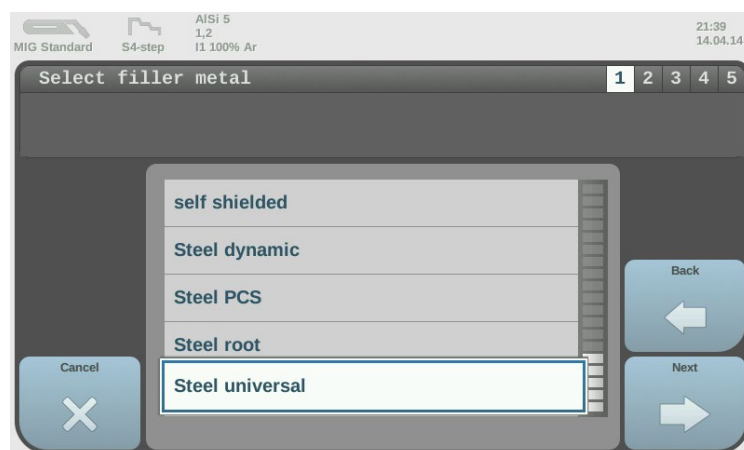 AlSi 5
1,2
I1 100% Ar
MIG Standard
S4-step
21:39
14.04.14
Select filler metal
1 2 3 4 5
self shielded
Steel dynamic
Steel PCS
Steel root
Steel universal
Back
Cancel
Next